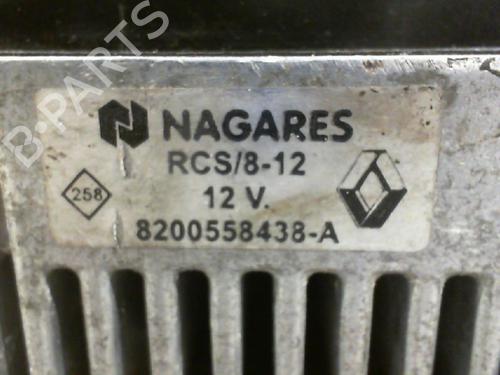 B-PARTS
NAGARES
RCS/8-12
258
12 V.
8200558438-A